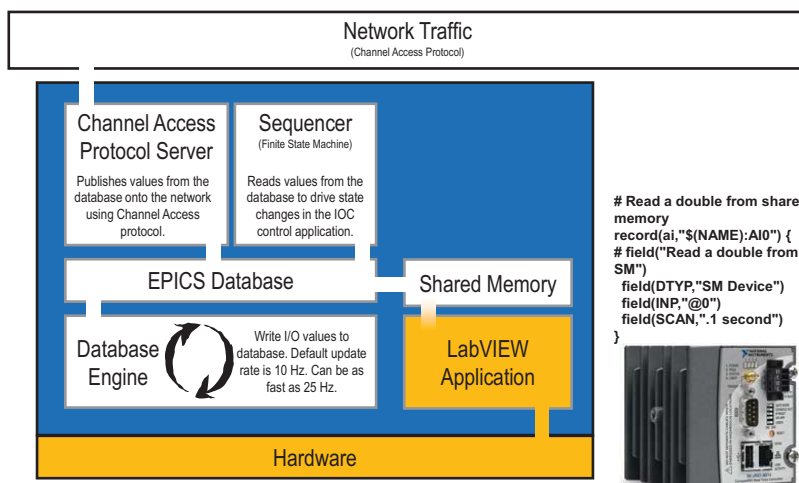 Network Traffic
(Channel Access Protocol)
Channel Access
Protocol Server
Publishes values from the
database onto the network
using Channel Access
protocol.
Sequencer
(Finite State Machine)
Reads values from the
database to drive state
changes in the IOC
control application.
EPICS Database
Shared Memory
Database
Engine
Write I/O values to
database. Default update
rate is 10 Hz. Can be as
fast as 25 Hz.
LabVIEW
Application
Hardware
# Read a double from share
memory
record(ai,"$(NAME):AI0") {
# field("Read a double from
SM")
field(DTYP,"SM Device")
field(INP,"@0")
field(SCAN,".1 second")
}
NATIONAL
INSTRUMENTS